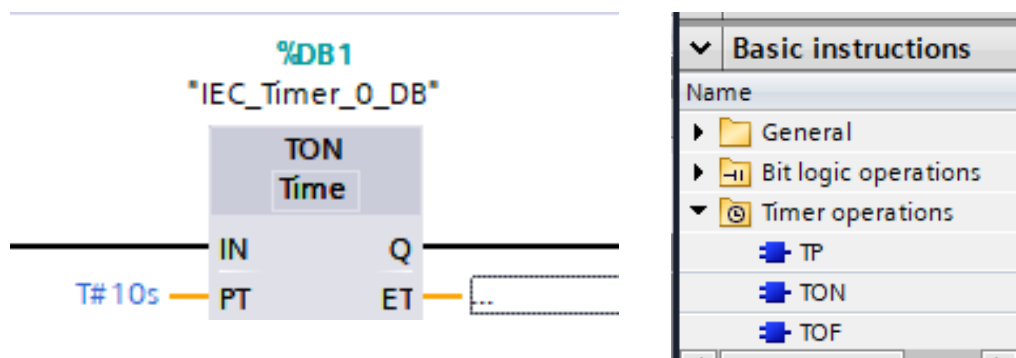 %DB1
"IEC_Timer_0_DB"
TON
Time
IN Q
T#10s PT ET ...
Basic instructions
Name
General
Bit logic operations
Timer operations
TP
TON
TOF